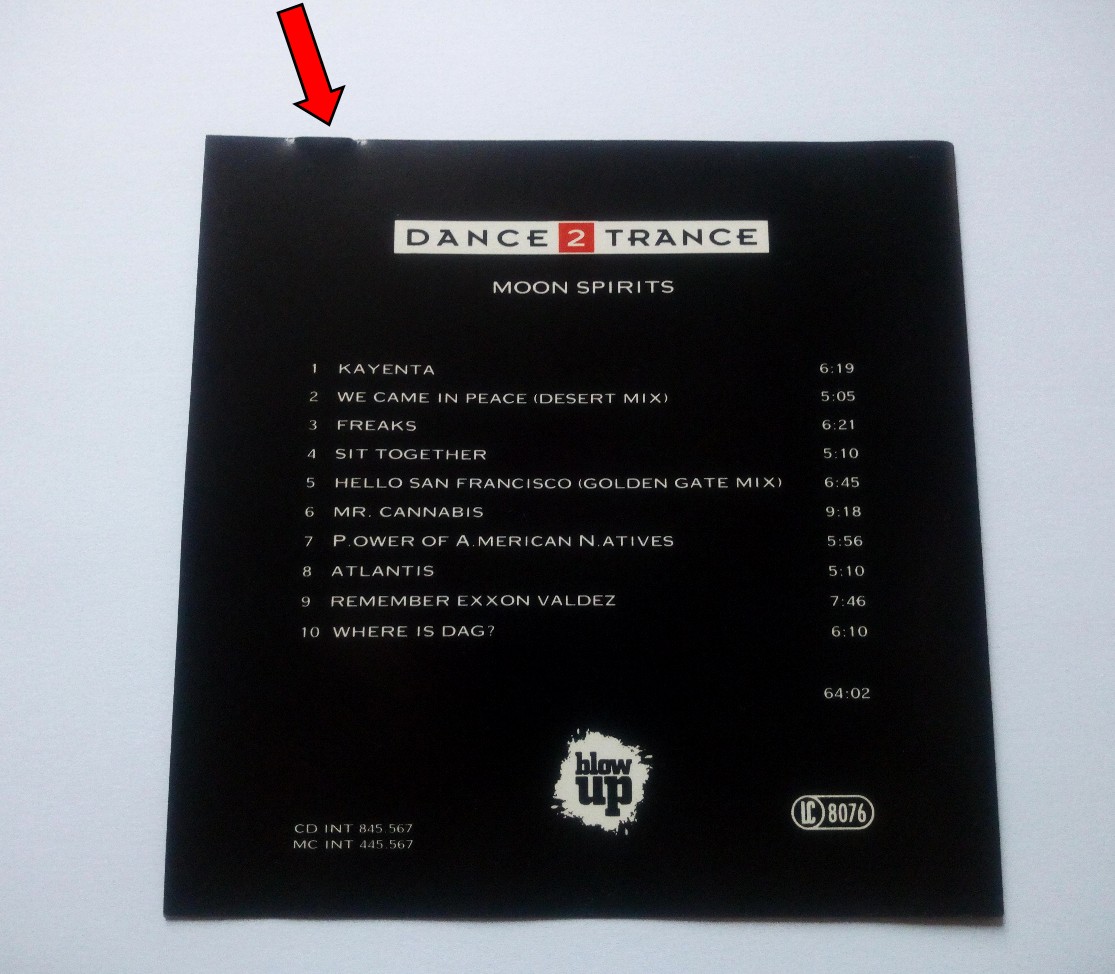 DANCE 2 TRANCE
MOON SPIRITS
1 KAYENTA 6:19
2 WE CAME IN PEACE (DESERT MIX) 5:05
3 FREAKS 6:21
4 SIT TOGETHER 5:10
5 HELLO SAN FRANCISCO (GOLDEN GATE MIX) 6:45
6 MR. CANNABIS 9:18
7 P.OWER OF A.MERICAN N.ATIVES 5:56
8 ATLANTIS 5:10
9 REMEMBER EXXON VALDEZ 7:46
10 WHERE IS DAG? 6:10
64:02
blow
up
LC 8076
CD INT 845.567
MC INT 445.567